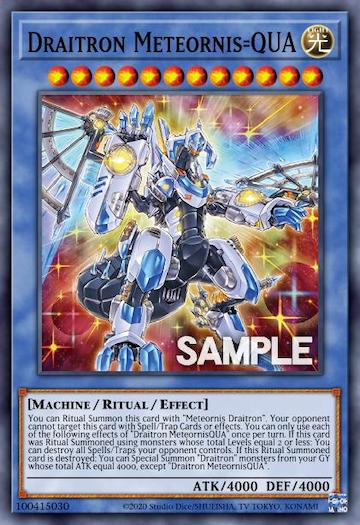 DRAITRON METEORNIS=QUA
LIGHT
光
SAMPLE
[MACHINE / RITUAL / EFFECT]
You can Ritual Summon this card with "Meteornis Draitron". Your opponent
cannot target this card with Spell/Trap Cards or effects. You can only use each
of the following effects of "Draitron MeteornisQUA" once per turn. If this card
was Ritual Summoned using monsters whose total Levels equal 2 or less: You
can destroy all Spells/Traps your opponent controls. If this Ritual Summoned
card is destroyed: You can Special Summon "Draitron" monsters from your GY
whose total ATK equal 4000, except "Draitron MeteornisQUA".
ATK/4000 DEF/4000
100415030
©2020 Studio Dice/SHUEISHA, TV TOKYO, KONAMI